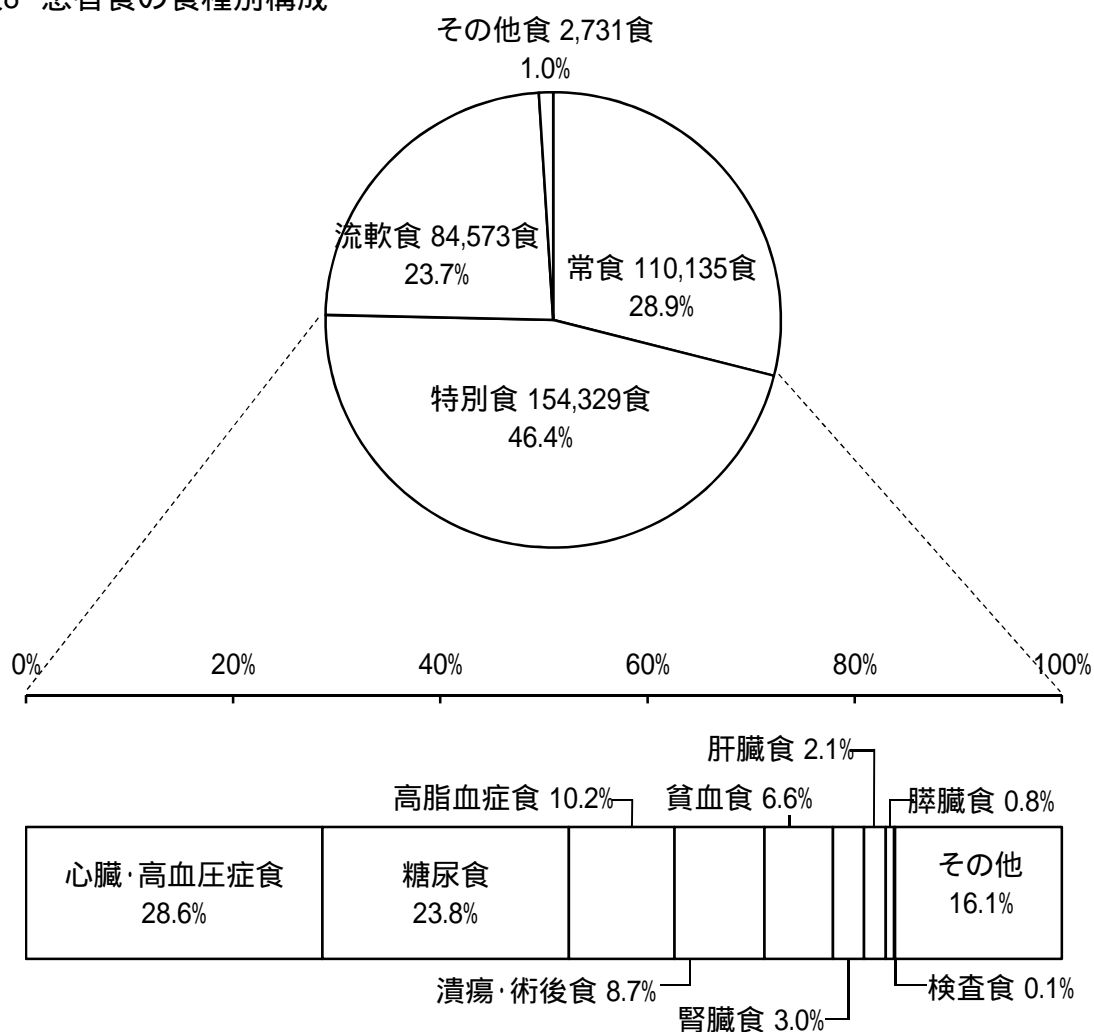 患者食の食種別構成
その他食 2,731食
1.0%
流軟食 84,573食
23.7%
常食 110,135食
28.9%
特別食 154,329食
46.4%
0% 20% 40% 60% 80% 100%
肝臓食 2.1%
高脂血症食 10.2% 貧血食 6.6% 膵臓食 0.8%
心臓・高血圧症食
28.6%
糖尿食
23.8%
その他
16.1%
潰瘍・術後食 8.7% 検査食 0.1%
腎臓食 3.0%